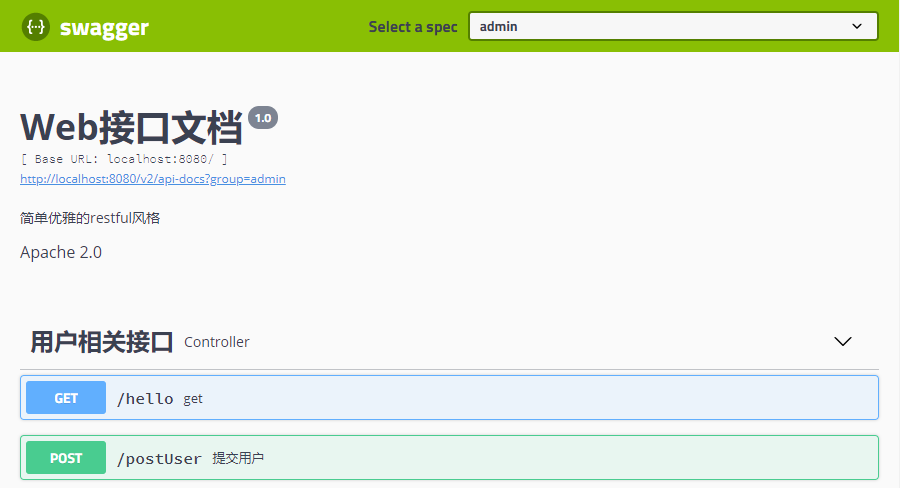 {···} swagger Select a spec admin
Web接口文档 1.0
[ Base URL: localhost:8080/ ]
http://localhost:8080/v2/api-docs?group=admin
简单优雅的restful风格
Apache 2.0
用户相关接口 Controller
GET /hello get
POST /postUser 提交用户